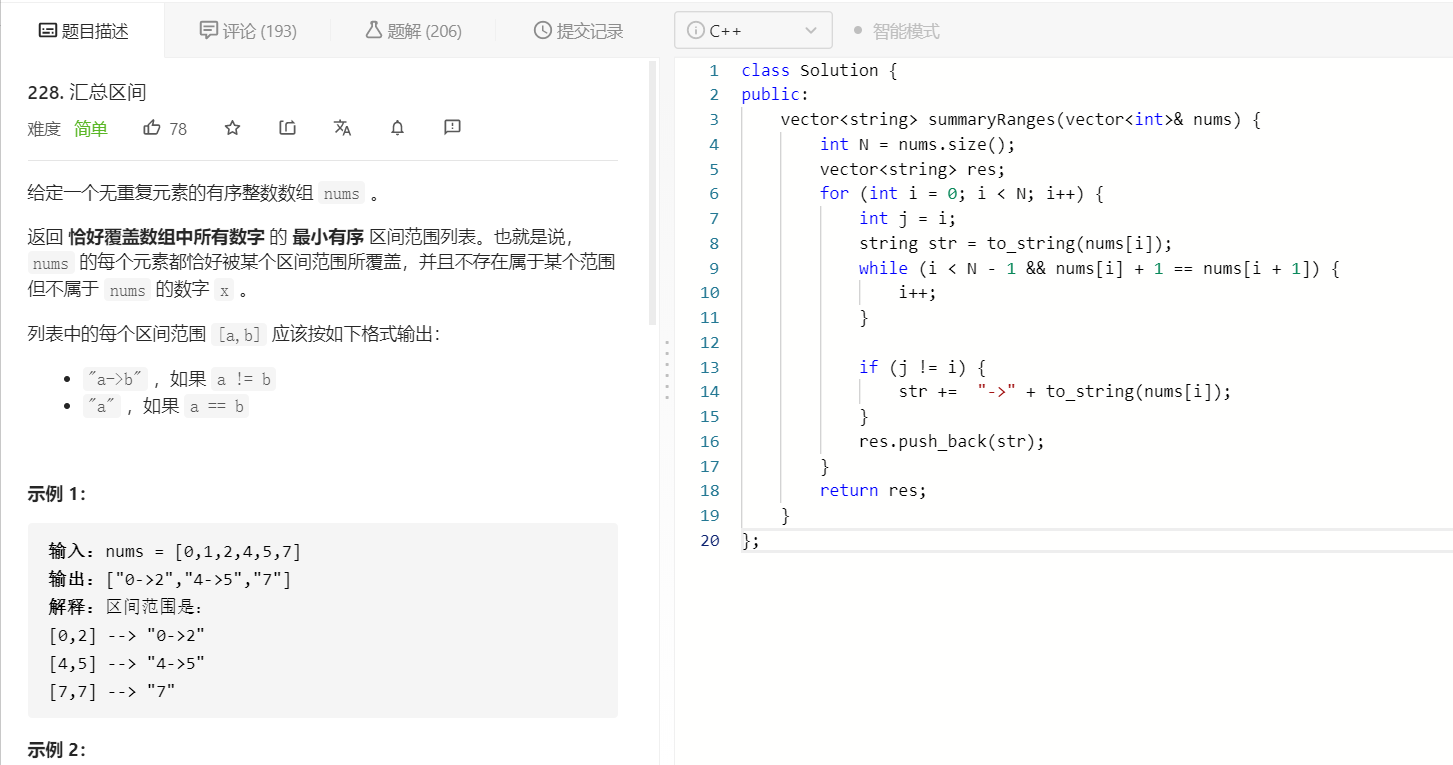 题目描述
评论 (193)
题解 (206)
提交记录
C++
智能模式
228. 汇总区间
难度 简单 78
给定一个无重复元素的有序整数数组 nums 。
返回 恰好覆盖数组中所有数字 的 最小有序 区间范围列表。也就是说，
nums 的每个元素都恰好被某个区间范围所覆盖，并且不存在属于某个范围
但不属于 nums 的数字 x 。
列表中的每个区间范围 [a,b] 应该按如下格式输出：
• "a->b" ，如果 a != b
• "a" ，如果 a == b
示例 1：
输入：nums = [0,1,2,4,5,7]
输出：["0->2","4->5","7"]
解释：区间范围是：
[0,2] --> "0->2"
[4,5] --> "4->5"
[7,7] --> "7"
示例 2：
1 class Solution {
2 public:
3     vector<string> summaryRanges(vector<int>& nums) {
4         int N = nums.size();
5         vector<string> res;
6         for (int i = 0; i < N; i++) {
7             int j = i;
8             string str = to_string(nums[i]);
9             while (i < N - 1 && nums[i] + 1 == nums[i + 1]) {
10                 i++;
11             }
12
13             if (j != i) {
14                 str +=  "->" + to_string(nums[i]);
15             }
16             res.push_back(str);
17         }
18         return res;
19     }
20 };